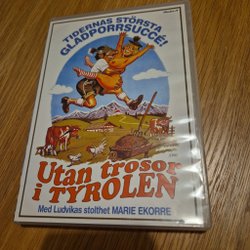 TIDERNAS STÖRSTA
GLADPORRSUCCÉ!
Utan trosor
i TYROLEN
Med Ludvikas stolthet MARIE EKORRE